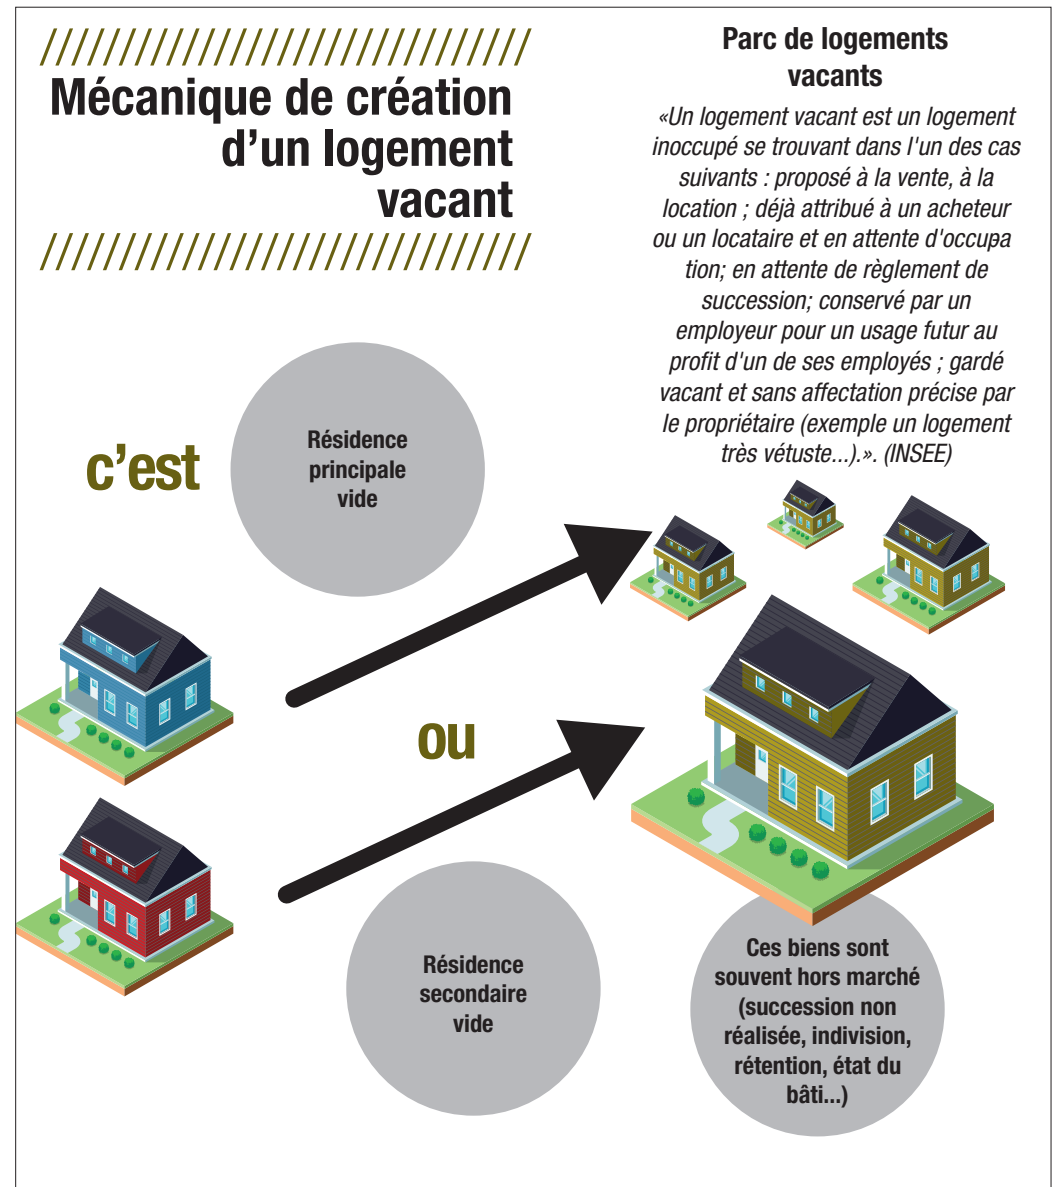 Mécanique de création
d’un logement
vacant
Parc de logements
vacants
«Un logement vacant est un logement
inoccupé se trouvant dans l'un des cas
suivants : proposé à la vente, à la
location ; déjà attribué à un acheteur
ou un locataire et en attente d'occupa-
tion; en attente de règlement de
succession; conservé par un
employeur pour un usage futur au
profit d'un de ses employés ; gardé
vacant et sans affectation précise par
le propriétaire (exemple un logement
très vétuste...).». (INSEE)
c’est
Résidence
principale
vide
ou
Résidence
secondaire
vide
Ces biens sont
souvent hors marché
(succession non
réalisée, indivision,
rétention, état du
bâti...)